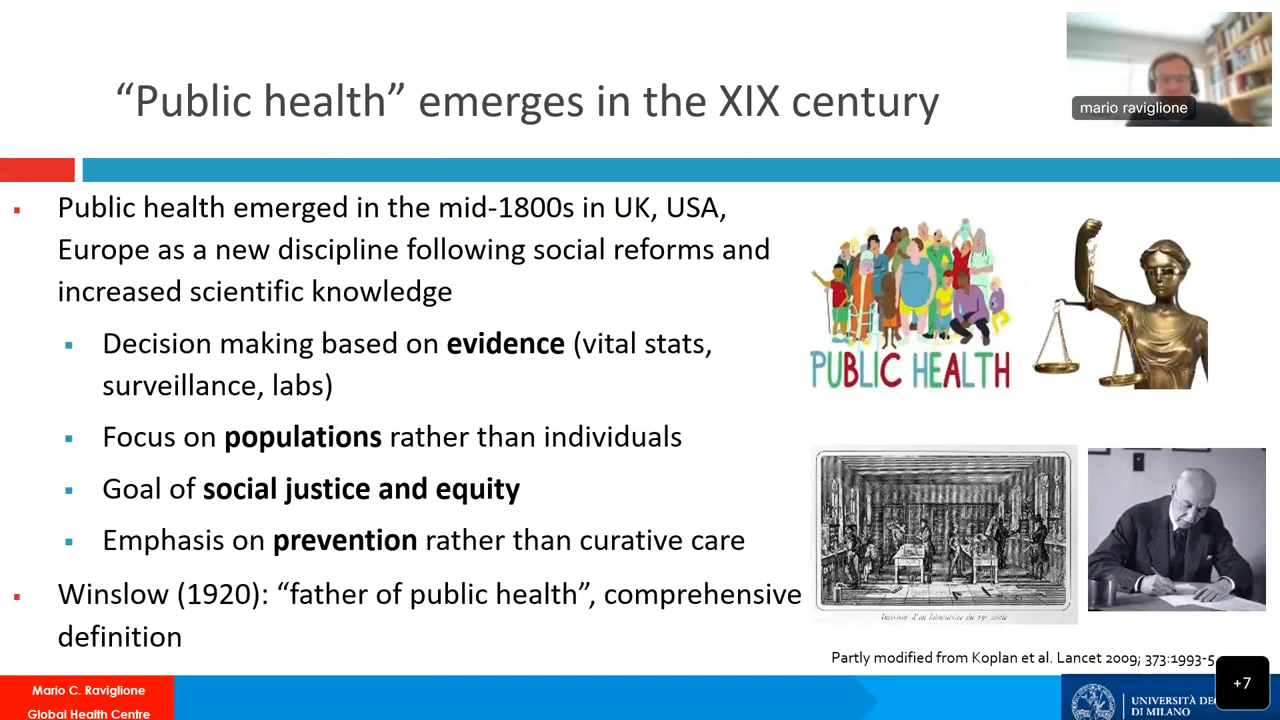 mario raviglione
“Public health” emerges in the XIX century
▪ Public health emerged in the mid-1800s in UK, USA,
Europe as a new discipline following social reforms and
increased scientific knowledge
▪ Decision making based on evidence (vital stats,
surveillance, labs)
▪ Focus on populations rather than individuals
▪ Goal of social justice and equity
▪ Emphasis on prevention rather than curative care
▪ Winslow (1920): “father of public health”, comprehensive
definition
PUBLIC HEALTH
Partly modified from Koplan et al. Lancet 2009; 373:1993-5
+7
Mario C. Raviglione
Global Health Centre
UNIVERSITÀ DE
DI MILANO